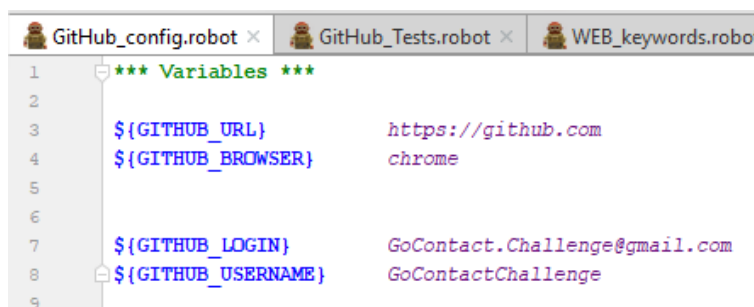 GitHub_config.robot × GitHub_Tests.robot × WEB_keywords.robo
1 *** Variables ***
2
3 ${GITHUB_URL} https://github.com
4 ${GITHUB_BROWSER} chrome
5
6
7 ${GITHUB_LOGIN} GoContact.Challenge@gmail.com
8 ${GITHUB_USERNAME} GoContactChallenge
9